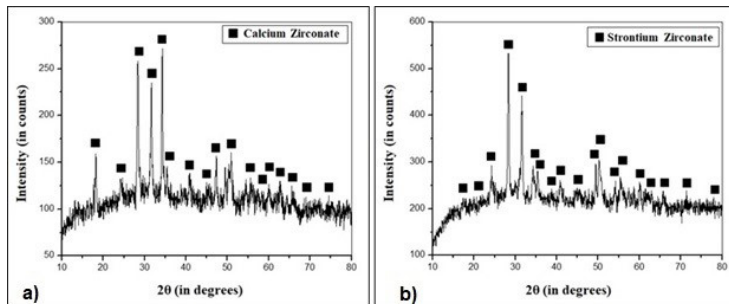 300
250
200
150
100
50
Intensity (in counts)
■ Calcium Zirconate
10 20 30 40 50 60 70 80
2θ (in degrees)
a)
600
500
400
300
200
100
Intensity (in counts)
■ Strontium Zirconate
10 20 30 40 50 60 70 80
2θ (in degrees)
b)